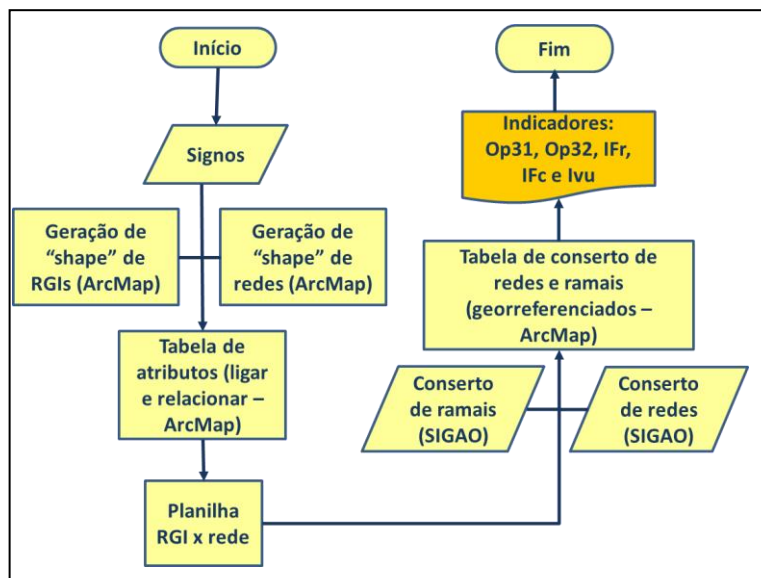 Início
Signos
Geração de
“shape” de
RGIs (ArcMap)
Geração de
“shape” de
redes (ArcMap)
Tabela de
atributos (ligar
e relacionar –
ArcMap)
Planilha
RGI x rede
Conserto
de ramais
(SIGAO)
Conserto
de redes
(SIGAO)
Tabela de conserto de
redes e ramais
(georreferenciados –
ArcMap)
Indicadores:
Op31, Op32, IFr,
IFc e Ivu
Fim